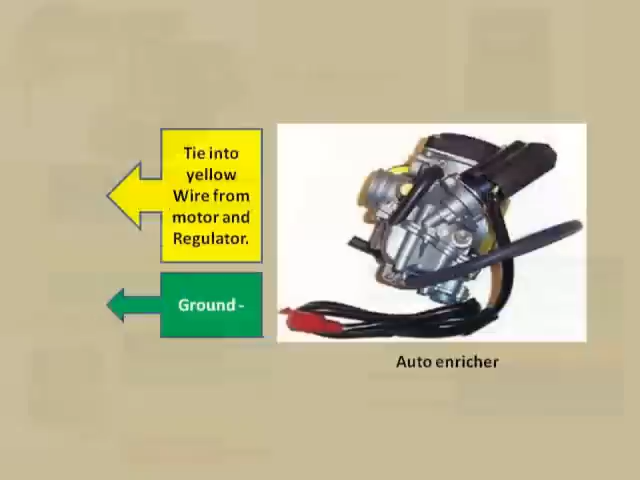 Tie into
yellow
Wire from
motor and
Regulator.
Ground -
Auto enricher